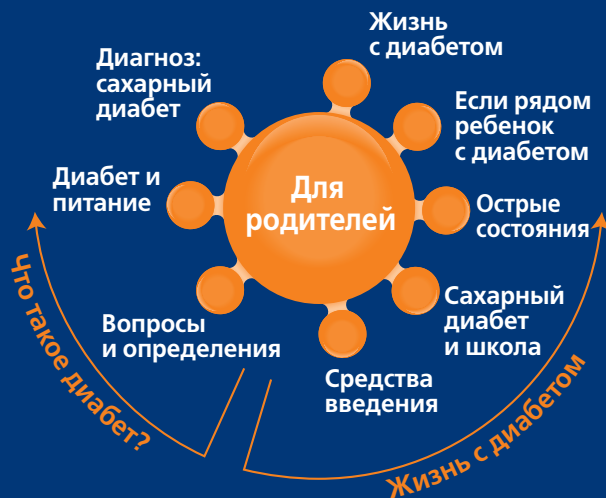 Жизнь
с диабетом
Диагноз:
сахарный
диабет
Если рядом
ребенок
с диабетом
Диабет и
питание
Для
родителей
Острые
состояния
Вопросы
и определения
Сахарный
диабет
и школа
Средства
введения
Что такое диабет?
Жизнь с диабетом